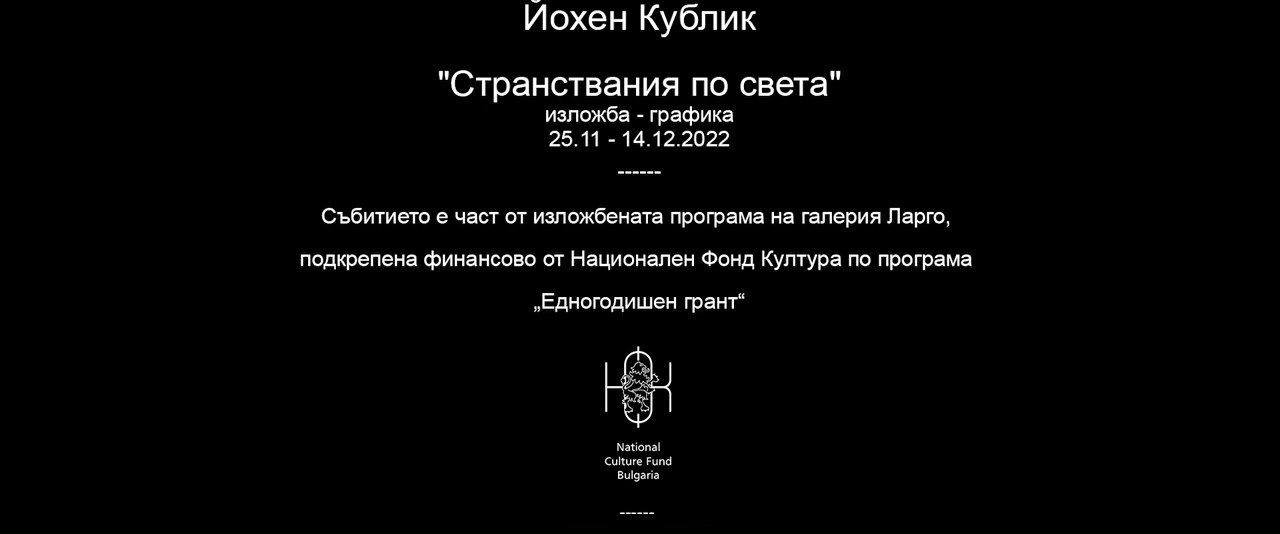 Йохен Кублик
"Странствания по света"
изложба - графика
25.11 - 14.12.2022
------
Събитието е част от изложбената програма на галерия Ларго,
подкрепена финансово от Национален Фонд Култура по програма
„Едногодишен грант“
НФК
National
Culture Fund
Bulgaria
------